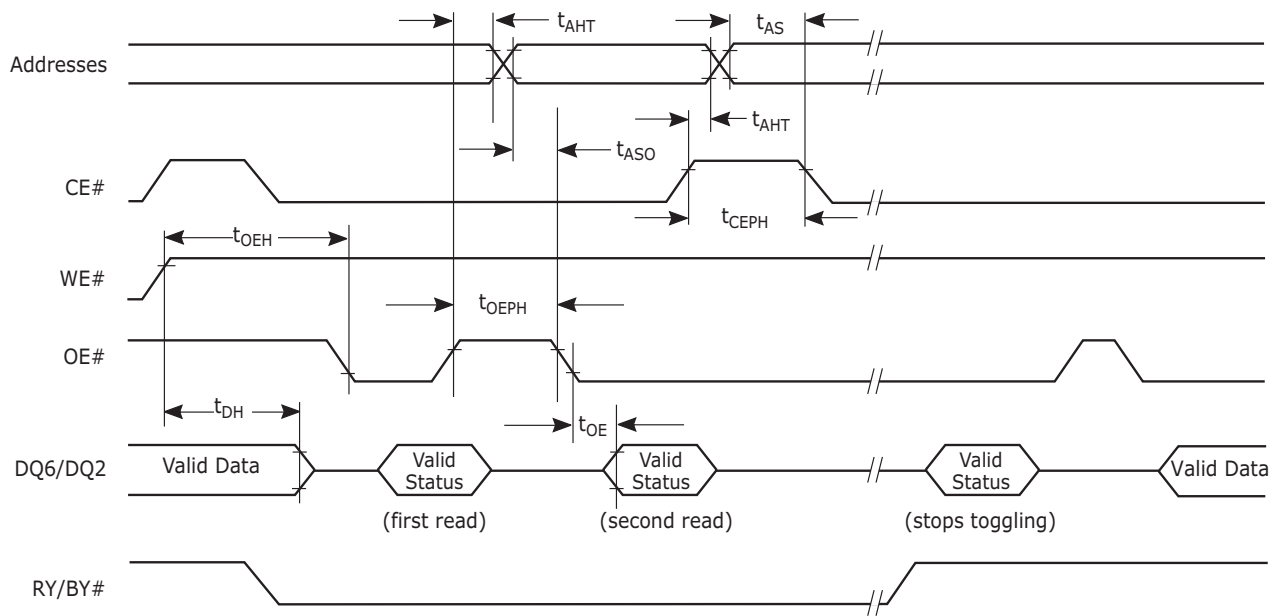 tAHT
tAS
Addresses
tAHT
tASO
CE#
tCEPH
tOEH
WE#
tOEPH
OE#
tDH
tOE
DQ6/DQ2
Valid Data
Valid
Status
Valid
Status
Valid
Status
Valid Data
(first read)
(second read)
(stops toggling)
RY/BY#